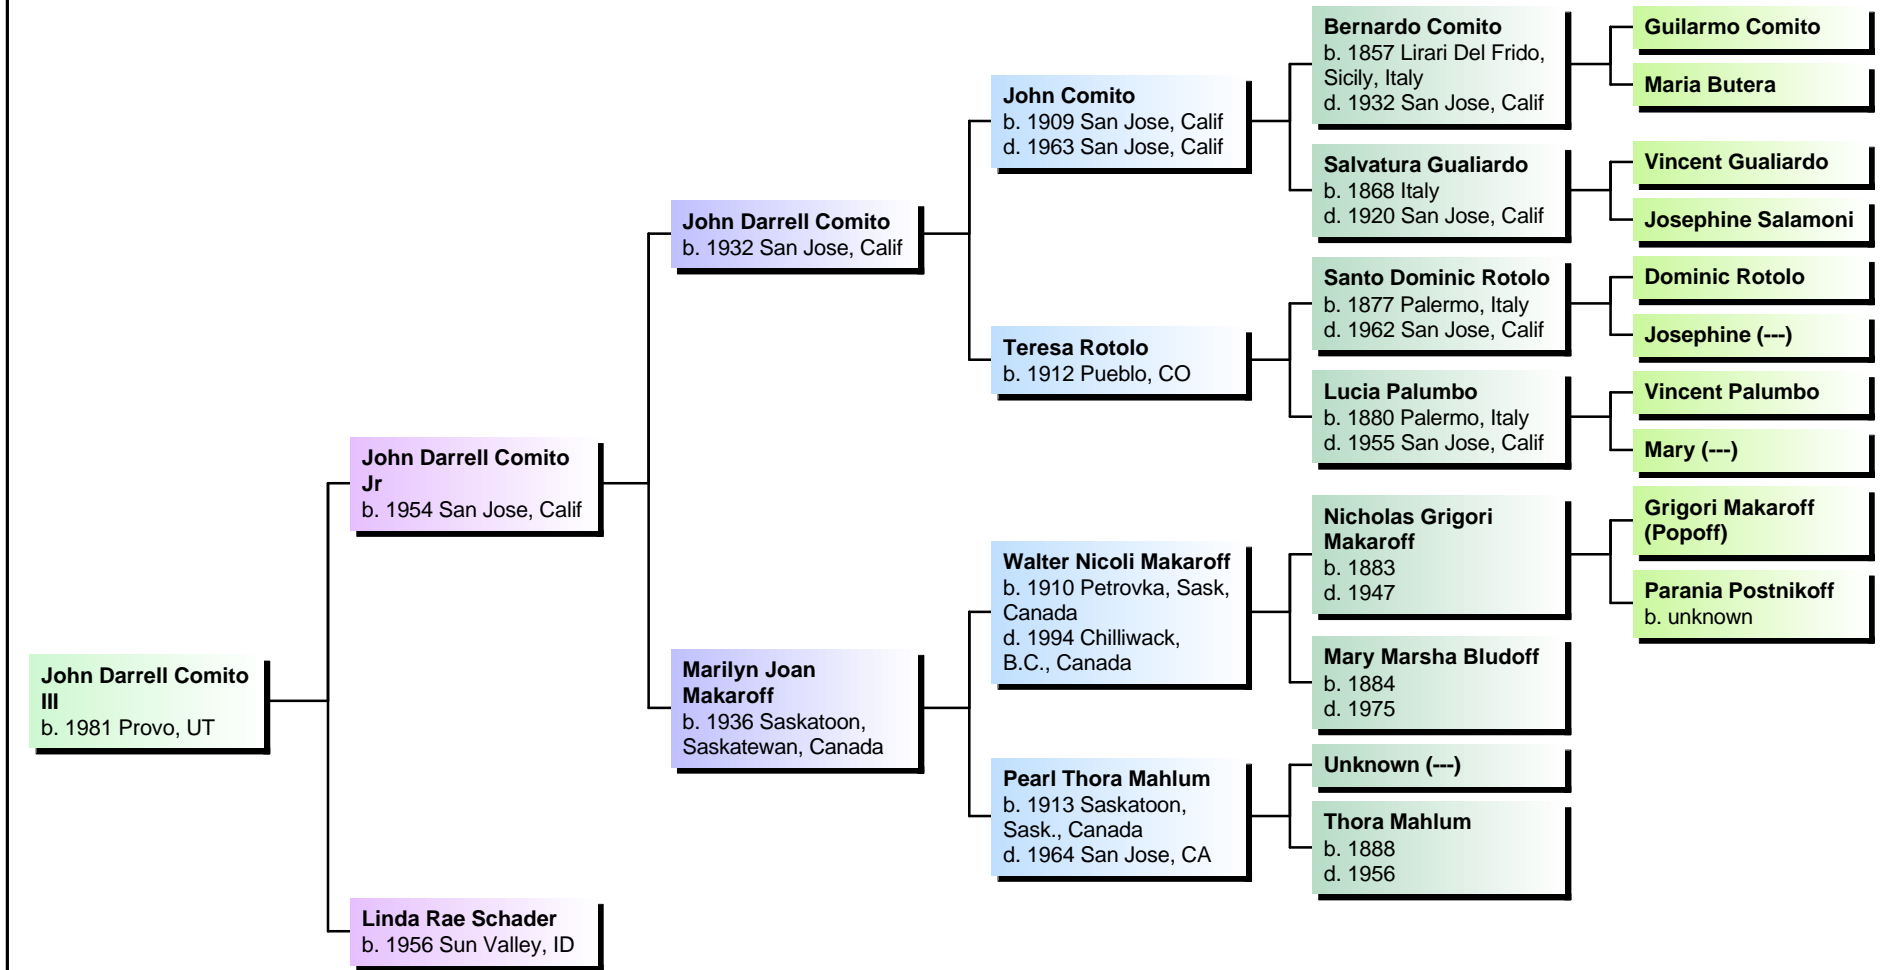 John Darrell Comito
III
b. 1981 Provo, UT
John Darrell Comito
Jr
b. 1954 San Jose, Calif
Linda Rae Schader
b. 1956 Sun Valley, ID
John Darrell Comito
b. 1932 San Jose, Calif
Marilyn Joan
Makaroff
b. 1936 Saskatoon,
Saskatewan, Canada
John Comito
b. 1909 San Jose, Calif
d. 1963 San Jose, Calif
Teresa Rotolo
b. 1912 Pueblo, CO
Walter Nicoli Makaroff
b. 1910 Petrovka, Sask,
Canada
d. 1994 Chilliwack,
B.C., Canada
Pearl Thora Mahlum
b. 1913 Saskatoon,
Sask., Canada
d. 1964 San Jose, CA
Bernardo Comito
b. 1857 Lirari Del Frido,
Sicily, Italy
d. 1932 San Jose, Calif
Salvatura Gualiardo
b. 1868 Italy
d. 1920 San Jose, Calif
Santo Dominic Rotolo
b. 1877 Palermo, Italy
d. 1962 San Jose, Calif
Lucia Palumbo
b. 1880 Palermo, Italy
d. 1955 San Jose, Calif
Nicholas Grigori
Makaroff
b. 1883
d. 1947
Mary Marsha Bludoff
b. 1884
d. 1975
Unknown (---)
Thora Mahlum
b. 1888
d. 1956
Guilarmo Comito
Maria Butera
Vincent Gualiardo
Josephine Salamoni
Dominic Rotolo
Josephine (---)
Vincent Palumbo
Mary (---)
Grigori Makaroff
(Popoff)
Parania Postnikoff
b. unknown